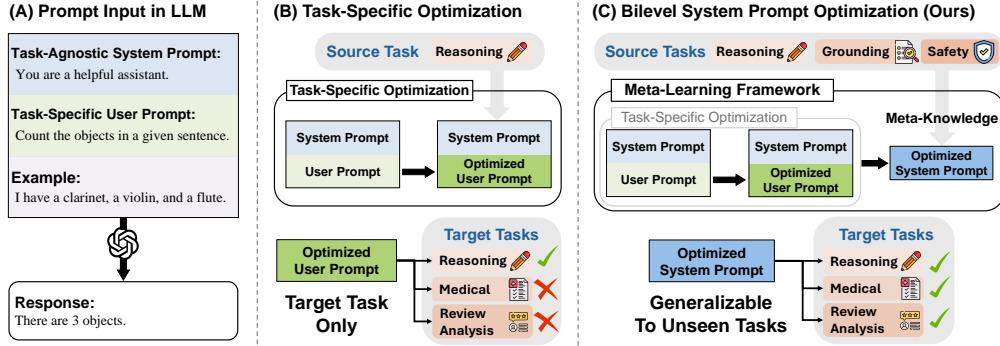 (A) Prompt Input in LLM
Task-Agnostic System Prompt:
You are a helpful assistant.
Task-Specific User Prompt:
Count the objects in a given sentence.
Example:
I have a clarinet, a violin, and a flute.
Response:
There are 3 objects.
(B) Task-Specific Optimization
Source Task
Reasoning
Task-Specific Optimization
System Prompt
User Prompt
System Prompt
Optimized
User Prompt
Optimized
User Prompt
Target Task
Only
Target Tasks
Reasoning
Medical
Review
Analysis
(C) Bilevel System Prompt Optimization (Ours)
Source Tasks
Reasoning
Grounding
Safety
Meta-Learning Framework
Task-Specific Optimization
System Prompt
User Prompt
System Prompt
Optimized
User Prompt
Meta-Knowledge
Optimized
System Prompt
Optimized
System Prompt
Generalizable
To Unseen Tasks
Target Tasks
Reasoning
Medical
Review
Analysis